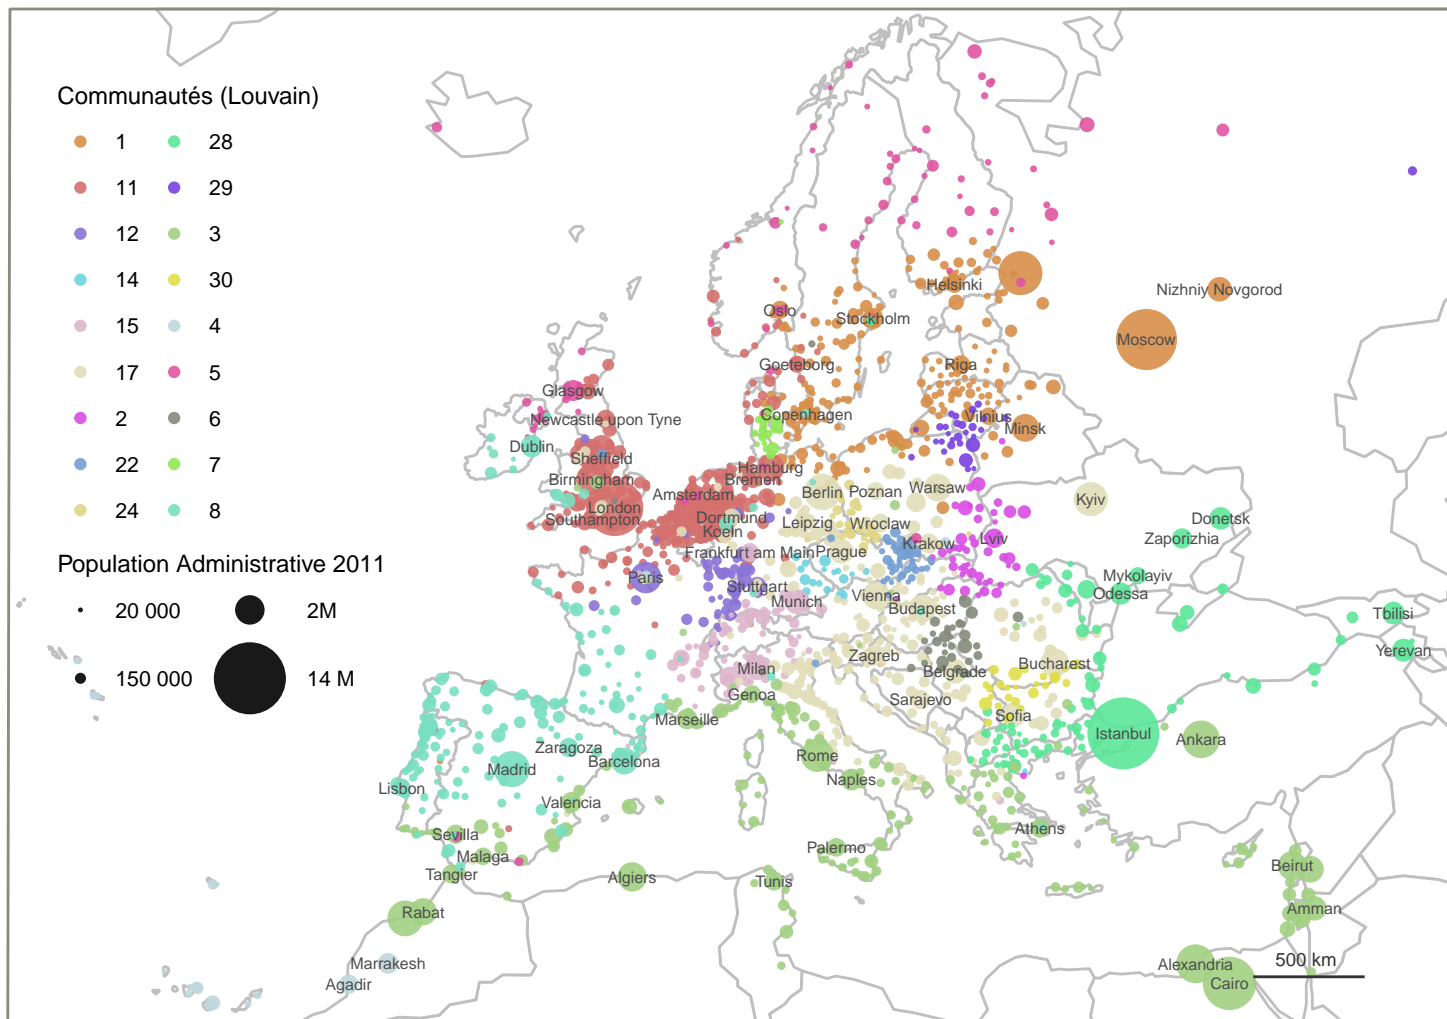 Communautés (Louvain)
1 28
11 29
12 3
14 30
15 4
17 5
2 6
22 7
24 8
Population Administrative 2011
20 000 2M
150 000 14 M
Helsinki
Nizhniy Novgorod
Oslo
Stockholm
Moscow
Goeteborg
Riga
Glasgow
Newcastle upon Tyne
Copenhagen
Vilnius
Minsk
Dublin
Sheffield
Hamburg
Birmingham
Bremen
Amsterdam
Berlin
Poznan
Warsaw
Kyiv
London
Southampton
Dortmund
Leipzig
Wroclaw
Donetsk
Koeln
Krakow
Lviv
Zaporizhia
Frankfurt am Main
Prague
Paris
Stuttgart
Mykolayiv
Munich
Vienna
Odessa
Budapest
Tbilisi
Zagreb
Yerevan
Milan
Belgrade
Bucharest
Genoa
Sarajevo
Marseille
Sofia
Istanbul
Ankara
Zaragoza
Rome
Madrid
Barcelona
Naples
Lisbon
Valencia
Sevilla
Athens
Malaga
Palermo
Tangier
Algiers
Tunis
Beirut
Rabat
Amman
Marrakesh
Alexandria
500 km
Agadir
Cairo